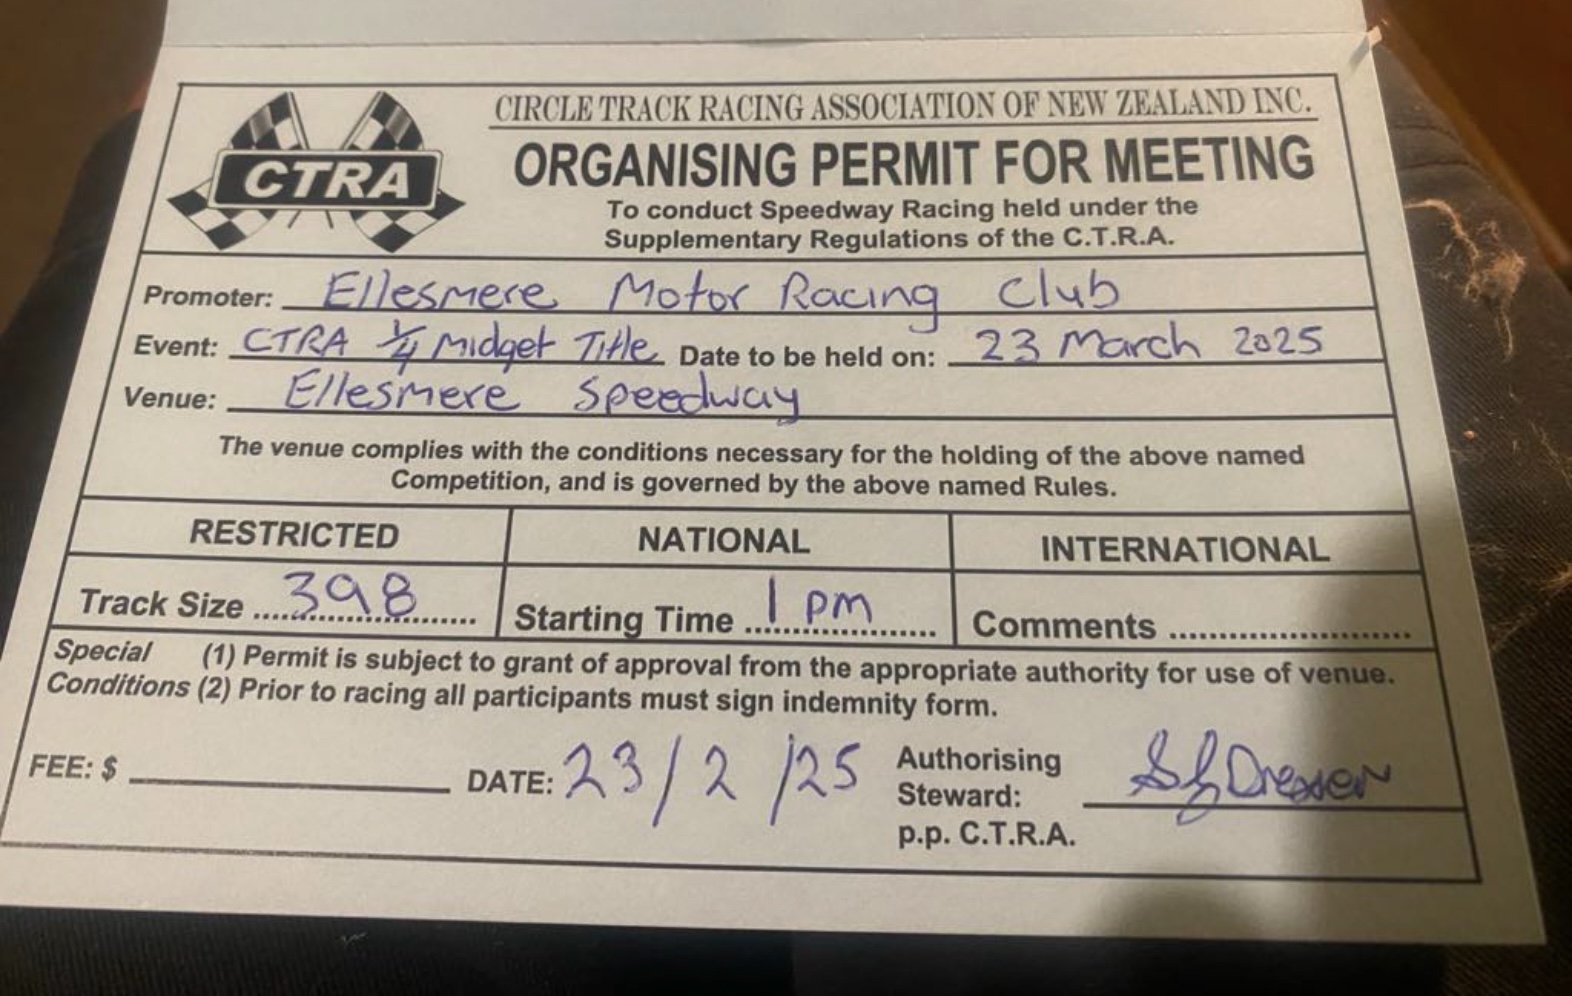 CTRA
CIRCLE TRACK RACING ASSOCIATION OF NEW ZEALAND INC.
ORGANISING PERMIT FOR MEETING
To conduct Speedway Racing held under the
Supplementary Regulations of the C.T.R.A.
Promoter: Ellesmere Motor Racing Club
Event: CTRA 1/4 Midget Title Date to be held on: 23 March 2025
Venue: Ellesmere Speedway
The venue complies with the conditions necessary for the holding of the above named
Competition, and is governed by the above named Rules.
RESTRICTED NATIONAL INTERNATIONAL
Track Size ....398.... Starting Time ....1 pm.... Comments ........................
Special (1) Permit is subject to grant of approval from the appropriate authority for use of venue.
Conditions (2) Prior to racing all participants must sign indemnity form.
FEE: $ DATE: 23/2/25 Authorising
Steward:
p.p. C.T.R.A.